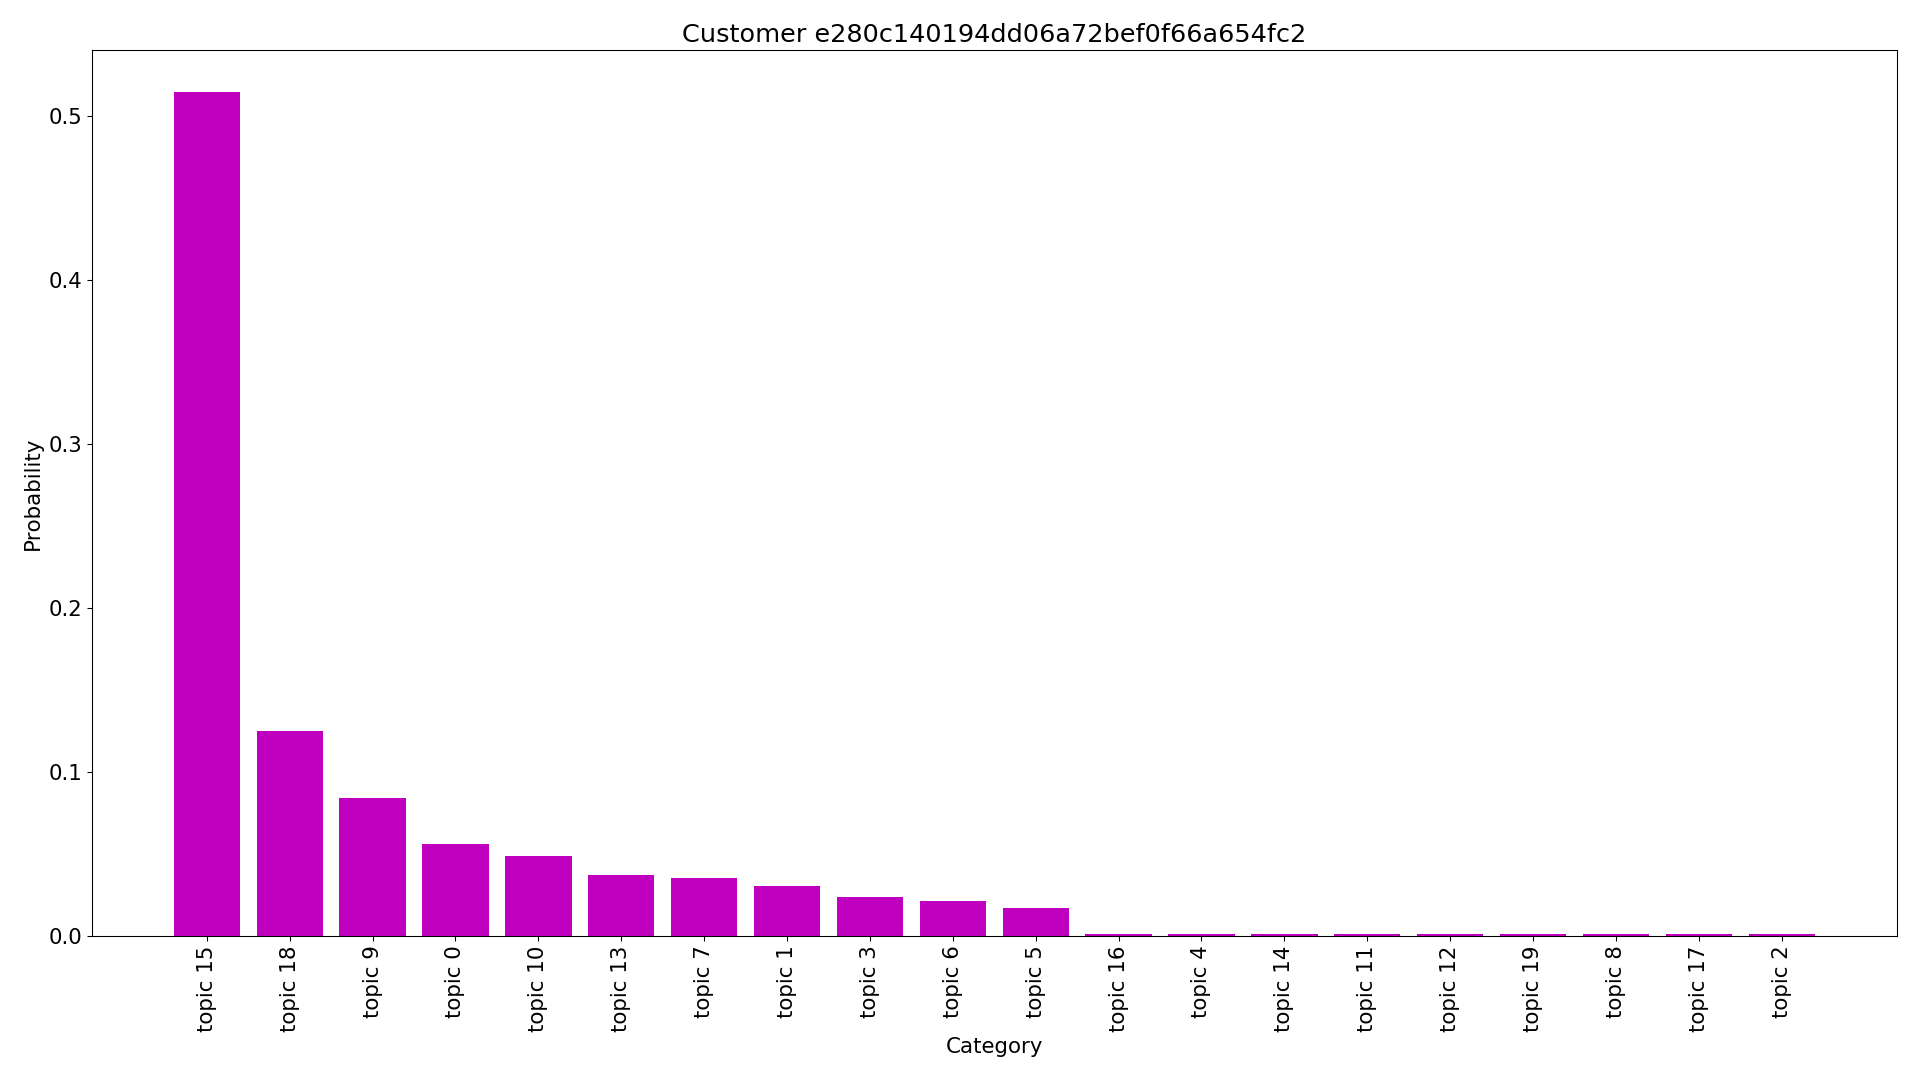 Customer e280c140194dd06a72bef0f66a654fc2
0.5
0.4
0.3
0.2
0.1
0.0
Probability
topic 15
topic 18
topic 9
topic 0
topic 10
topic 13
topic 7
topic 1
topic 3
topic 6
topic 5
topic 16
topic 4
topic 14
topic 11
topic 12
topic 19
topic 8
topic 17
topic 2
Category